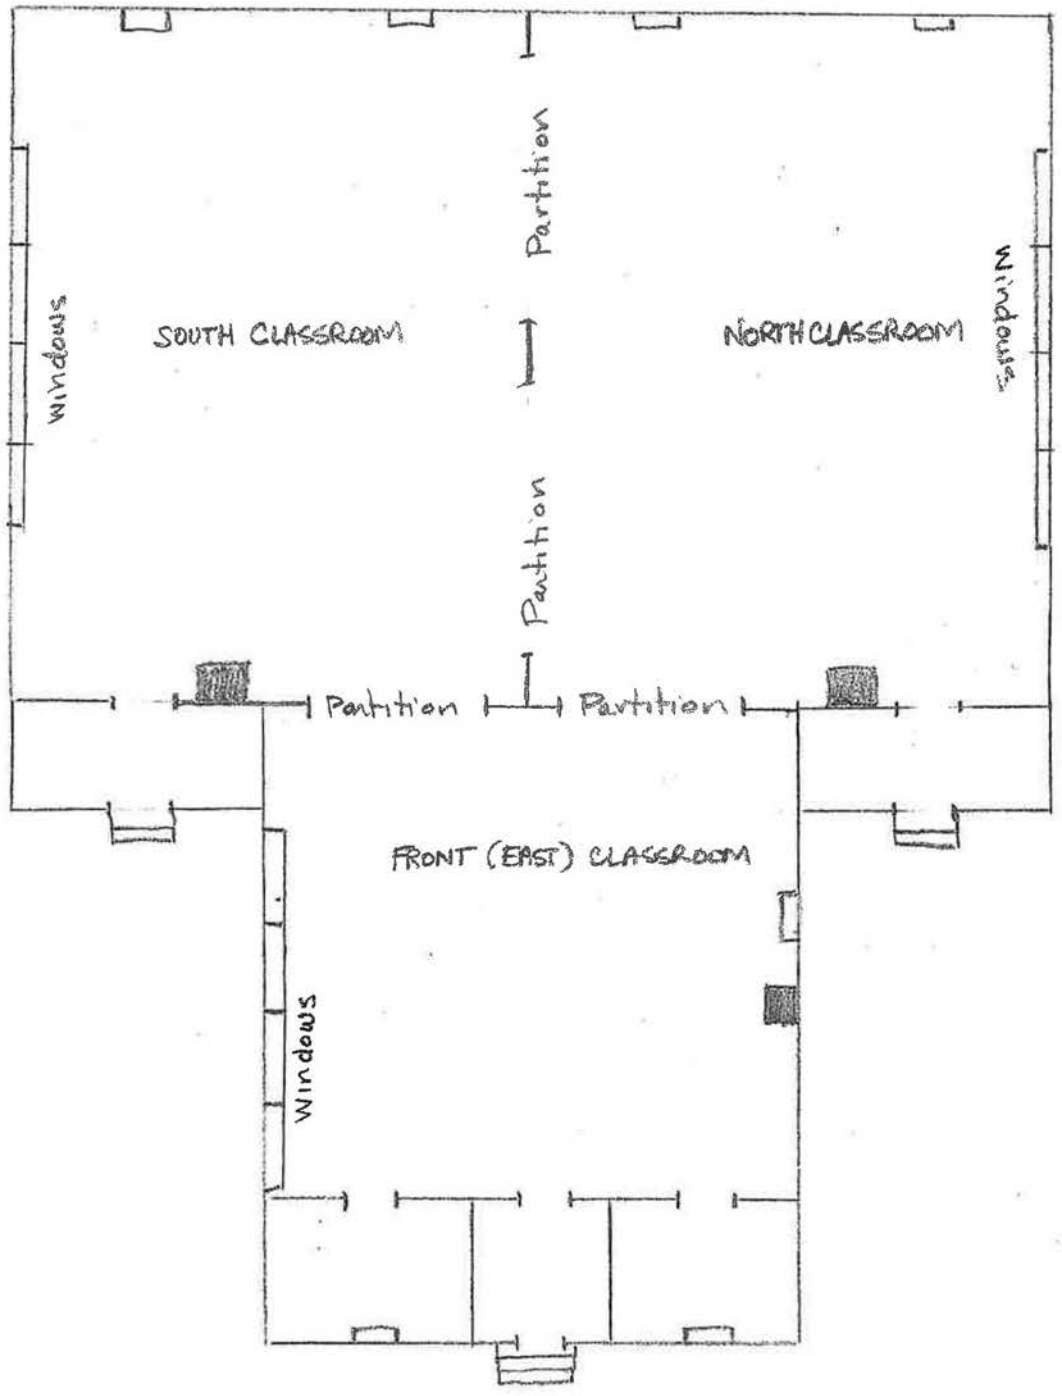 Partition
Windows
SOUTH CLASSROOM
NORTH CLASSROOM
Windows
Partition
Partition
Partition
FRONT (EAST) CLASSROOM
Windows